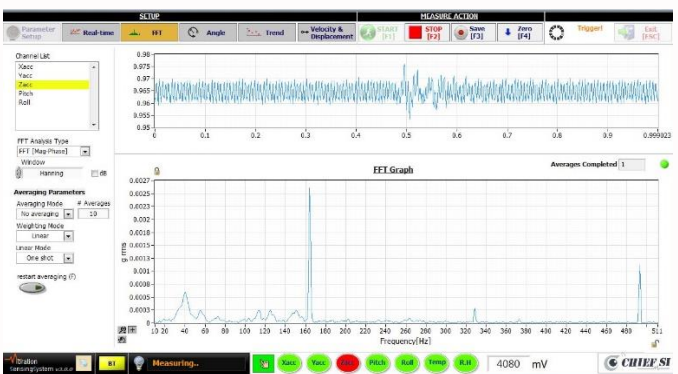 SETUP MEASURE ACTION
Parameter Setup Real-time FFT Angle Trend Velocity & Displacement START [F1] STOP [F2] Save [F3] Zero [F4] Trigger! Exit [ESC]
Channel List
Xacc
Yacc
Zacc
Pitch
Roll
FFT Analysis Type
FFT [Mag-Phase]
Window
Hanning dB
Averaging Parameters
Averaging Mode # Averages
No averaging 10
Weighting Mode
Linear
Linear Mode
One shot
restart averaging (F)
0.98
0.975
0.97
0.965
0.96
0.955
0.95
0 0.1 0.2 0.3 0.4 0.5 0.6 0.7 0.8 0.9 0.999023
FFT Graph
Averages Completed 1
g rms
0.0027
0.0025
0.0023
0.002
0.0018
0.0015
0.0013
0.001
0.0008
0.0005
0.0003
0
10 20 40 60 80 100 120 140 160 180 200 220 240 260 280 300 320 340 360 380 400 420 440 460 480 511
Frequency[Hz]
BT Measuring.. Xacc Yacc Zacc Pitch Roll Temp R.H 4080 mV CHIEF SI